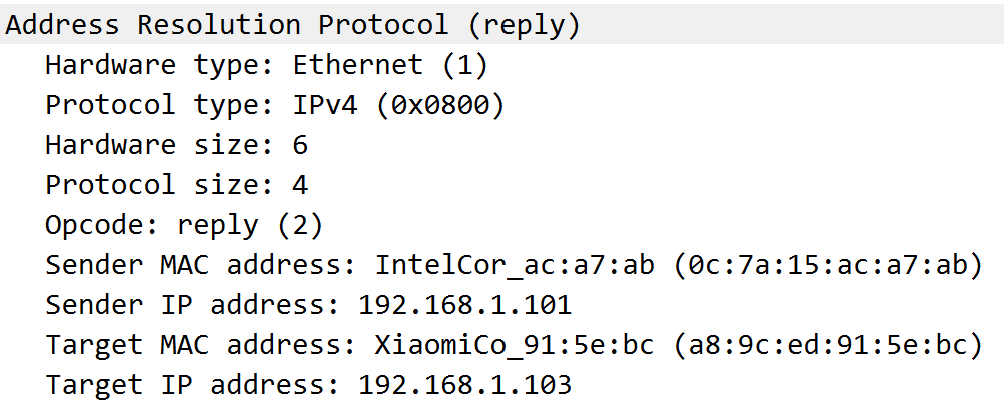 Address Resolution Protocol (reply)
Hardware type: Ethernet (1)
Protocol type: IPv4 (0x0800)
Hardware size: 6
Protocol size: 4
Opcode: reply (2)
Sender MAC address: IntelCor_ac:a7:ab (0c:7a:15:ac:a7:ab)
Sender IP address: 192.168.1.101
Target MAC address: XiaomiCo_91:5e:bc (a8:9c:ed:91:5e:bc)
Target IP address: 192.168.1.103